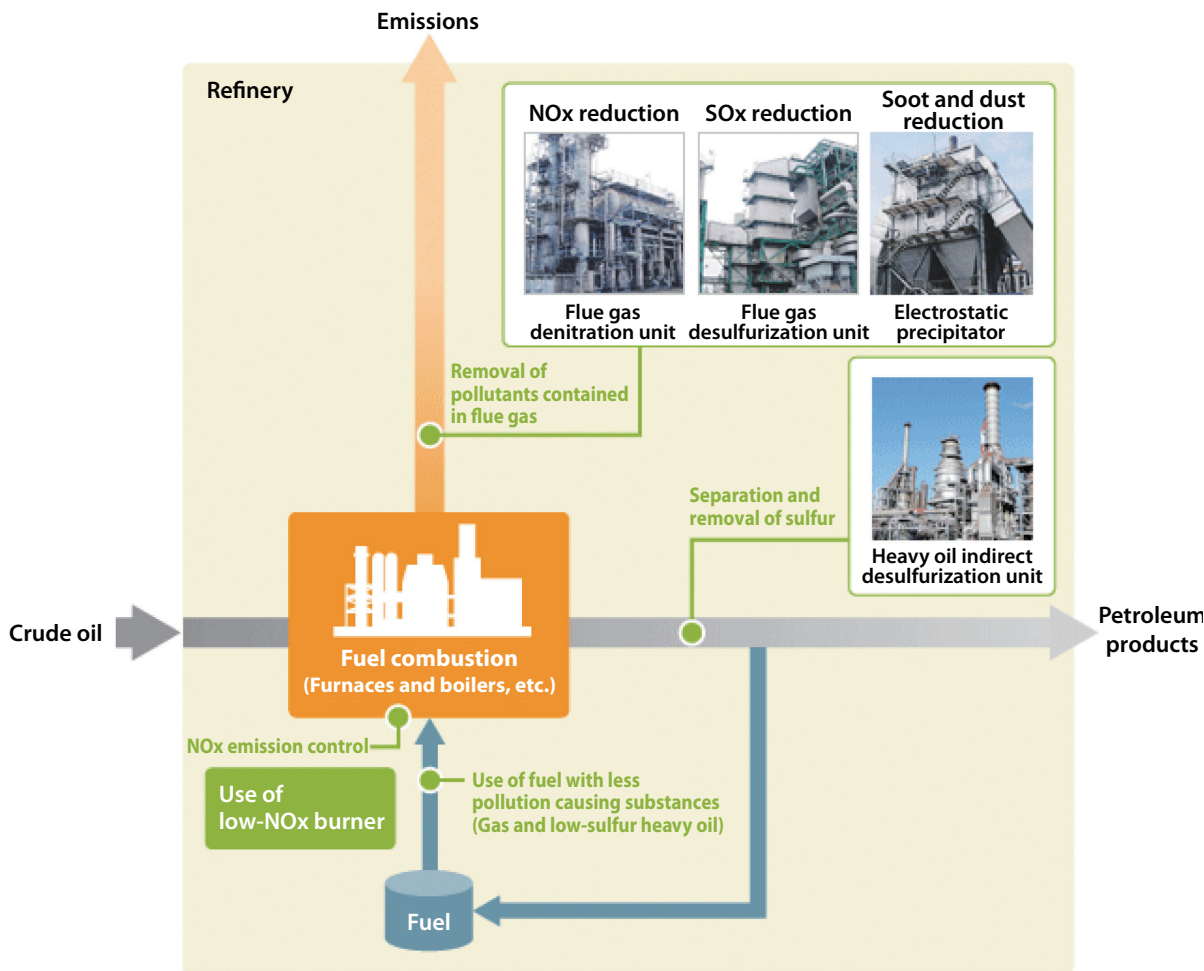 Emissions
Refinery
NOx reduction
SOx reduction
Soot and dust
reduction
Flue gas
denitration unit
Flue gas
desulfurization unit
Electrostatic
precipitator
Removal of
pollutants contained
in flue gas
Separation and
removal of sulfur
Heavy oil indirect
desulfurization unit
Crude oil
Fuel combustion
(Furnaces and boilers, etc.)
Petroleum
products
NOx emission control
Use of
low-NOx burner
Use of fuel with less
pollution causing substances
(Gas and low-sulfur heavy oil)
Fuel